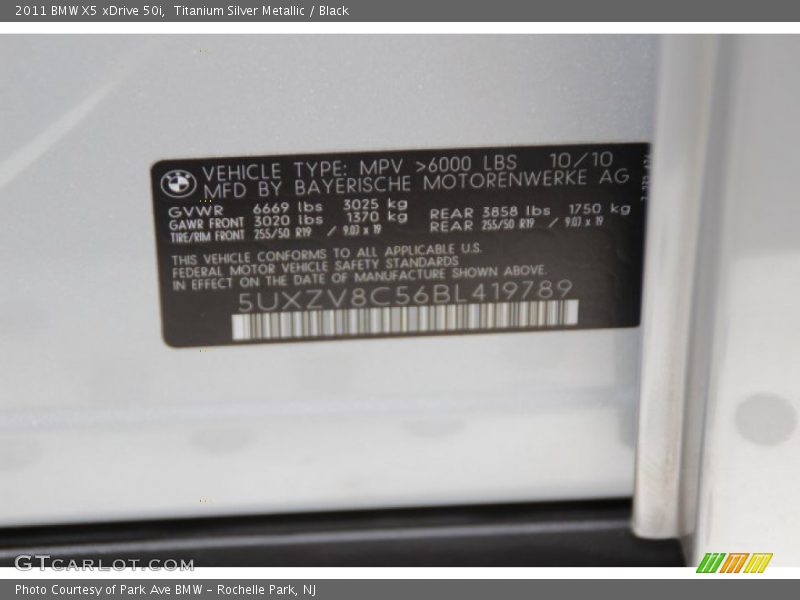 2011 BMW X5 xDrive 50i,  Titanium Silver Metallic / Black
VEHICLE TYPE: MPV >6000 LBS 10/10
MFD BY BAYERISCHE MOTORENWERKE AG
GVWR 6669 lbs 3025 kg
GAWR FRONT 3020 lbs 1370 kg REAR 3858 lbs 1750 kg
TIRE/RIM FRONT 255/50 R19 / 9.0J x 19 REAR 255/50 R19 / 9.0J x 19
THIS VEHICLE CONFORMS TO ALL APPLICABLE U.S.
FEDERAL MOTOR VEHICLE SAFETY STANDARDS
IN EFFECT ON THE DATE OF MANUFACTURE SHOWN ABOVE.
5UXZV8C56BL419789
GTCARLOT.COM
Photo Courtesy of Park Ave BMW - Rochelle Park, NJ